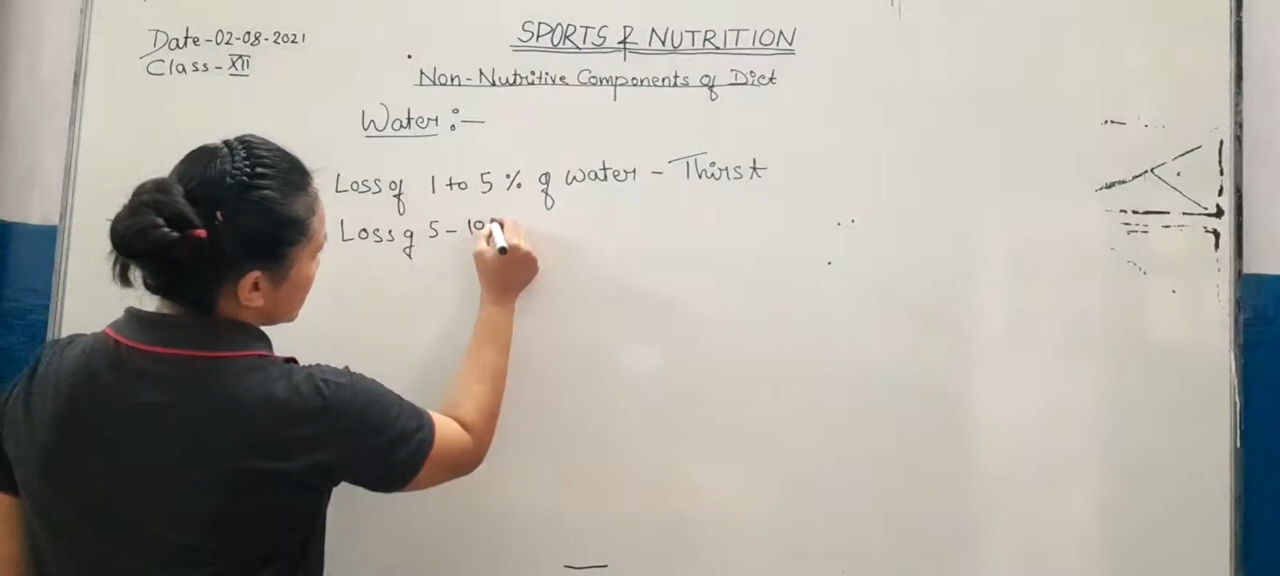 Date-02-08-2021
Class-XII
SPORTS & NUTRITION
Non-Nutritive Components of Diet
Water:-
Loss of 1 to 5% of water - Thirst
Loss of 5-10